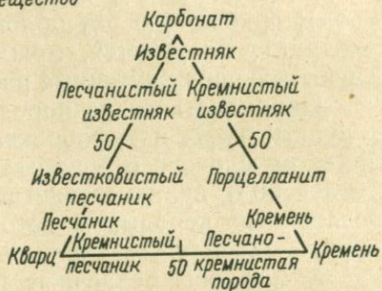 веществ
Карбонат
Известняк
Песчанистый Кремнистый
известняк известняк
50 50
Известковистый Порцелланит
песчаник
Песчаник Кремень
Кварц Кремнистый Песчано- Кремень
песчаник 50 кремнистая
порода